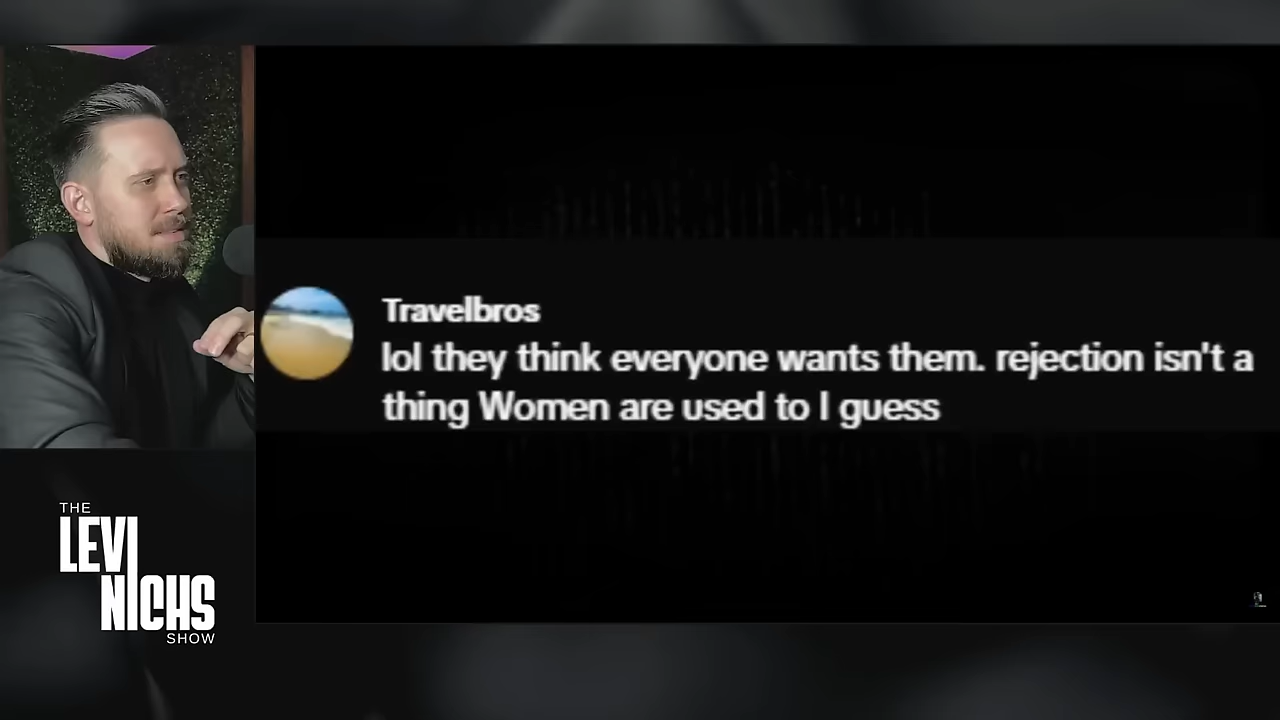 Travelbros
lol they think everyone wants them. rejection isn't a
thing Women are used to I guess
THE
LEVI
NICHS
SHOW